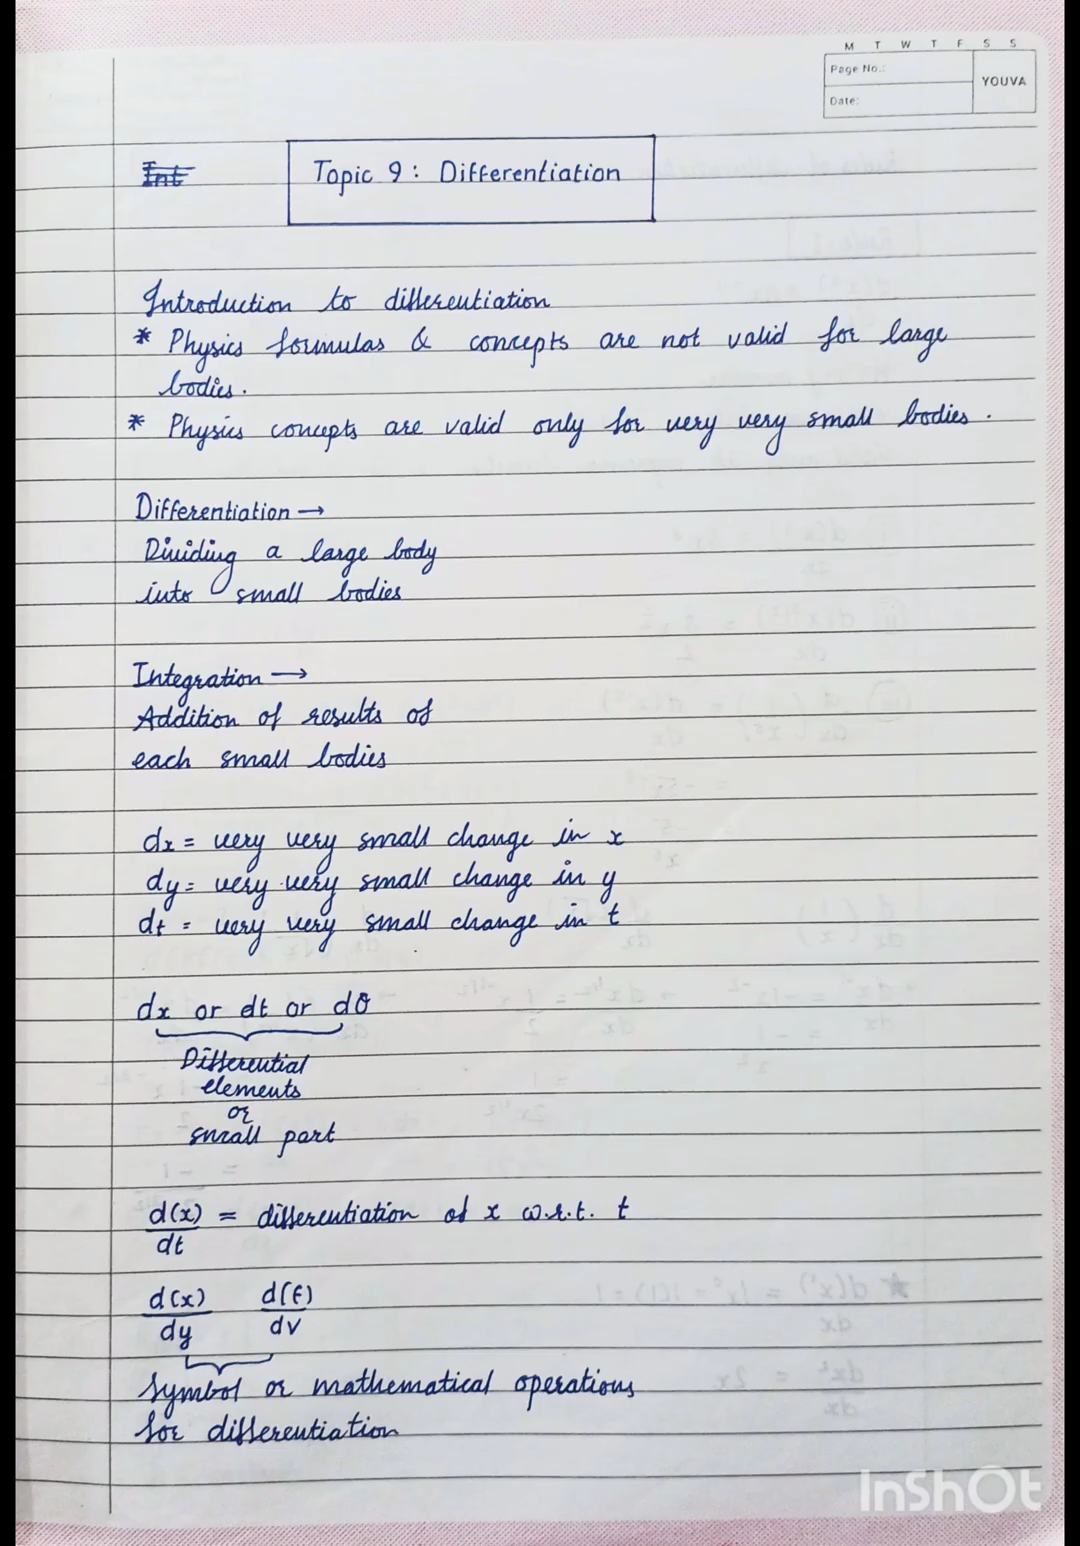 M T W T F S S
Page No.:
YOUVA
Date:
Int
Topic 9 : Differentiation
Introduction to differentiation
* Physics formulas & concepts are not valid for large
bodies.
* Physics concepts are valid only for very very small bodies.
Differentiation →
Dividing a large body
into small bodies
Integration →
Addition of results of
each small bodies
dx = very very small change in x
dy = very very small change in y
dt = very very small change in t
dx or dt or dθ
Differential
elements
or
small part
d(x) = differentiation of x w.r.t. t
dt
d(x) d(F)
dy dv
Symbol or mathematical operations
for differentiation
InShOt